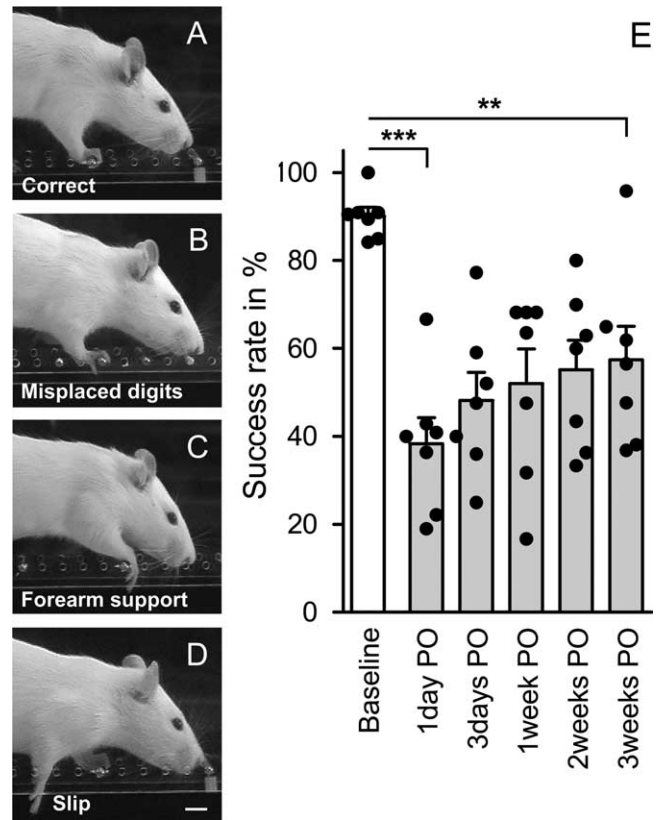 A
Correct
B
Misplaced digits
C
Forearm support
D
Slip
E
**
***
Success rate in %
100
80
60
40
20
0
Baseline
1day PO
3days PO
1week PO
2weeks PO
3weeks PO